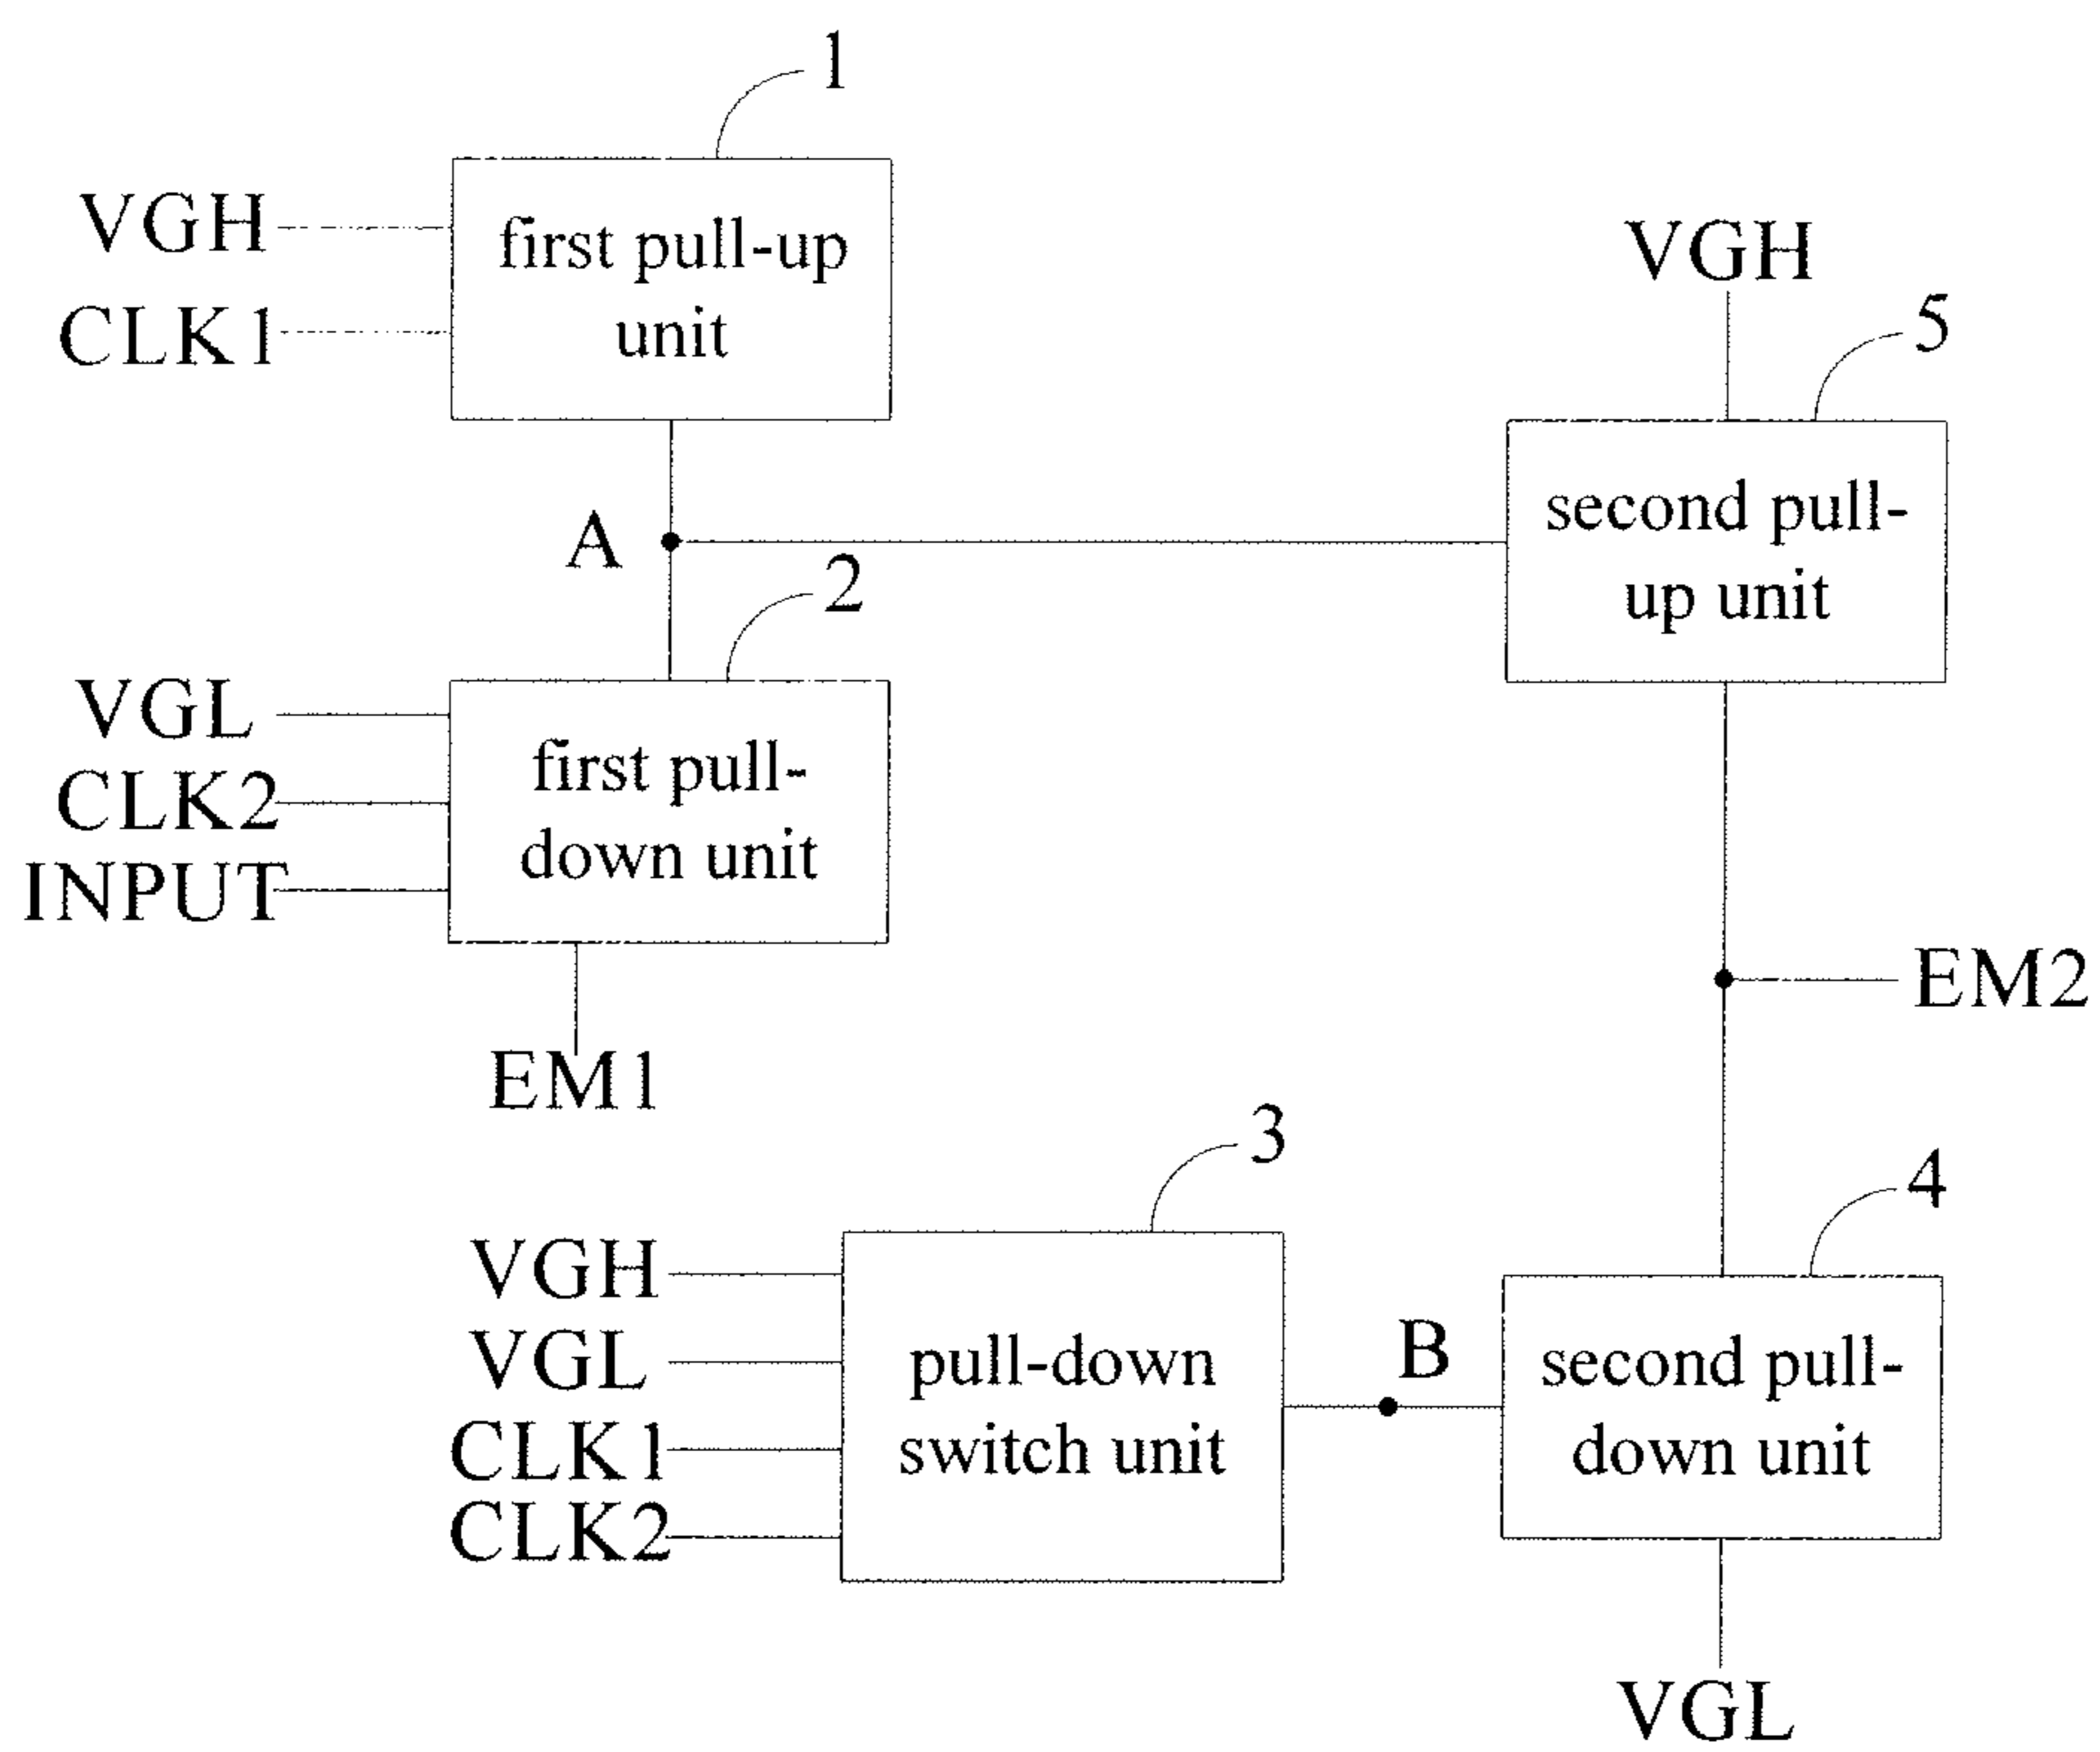 1
VGH
first pull-up
CLK1
unit
VGH
5
second pull-
up unit
A
2
VGL
first pull-
CLK2
down unit
INPUT
EM2
EM1
3
4
VGH
VGL
pull-down
CLK1
switch unit
CLK2
B
second pull-
down unit
VGL